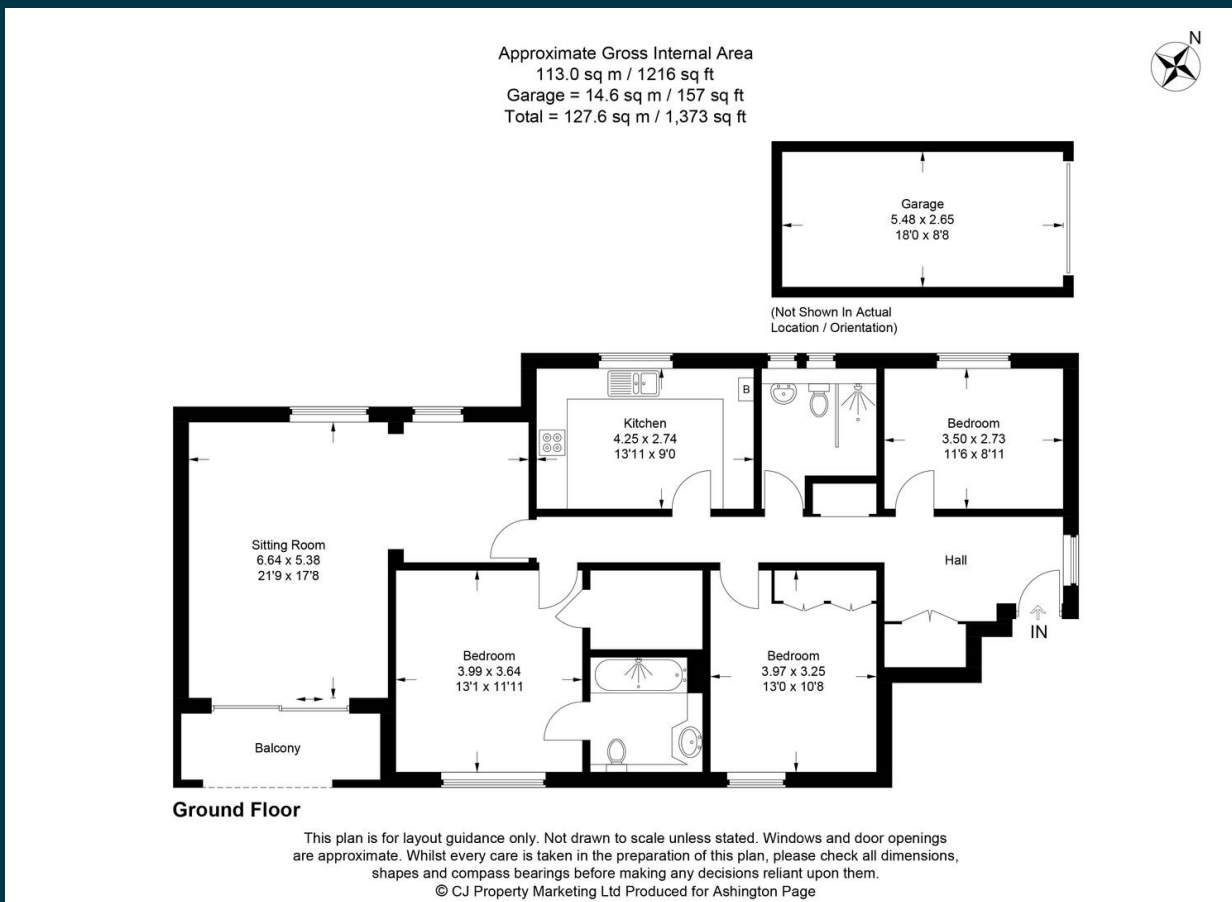 Approximate Gross Internal Area
113.0 sq m / 1216 sq ft
Garage = 14.6 sq m / 157 sq ft
Total = 127.6 sq m / 1,373 sq ft
N
Garage
5.48 x 2.65
18'0 x 8'8
(Not Shown In Actual
Location / Orientation)
B
Kitchen
4.25 x 2.74
13'11 x 9'0
Bedroom
3.50 x 2.73
11'6 x 8'11
Sitting Room
6.64 x 5.38
21'9 x 17'8
Hall
IN
Bedroom
3.99 x 3.64
13'1 x 11'11
Bedroom
3.97 x 3.25
13'0 x 10'8
Balcony
Ground Floor
This plan is for layout guidance only. Not drawn to scale unless stated. Windows and door openings
are approximate. Whilst every care is taken in the preparation of this plan, please check all dimensions,
shapes and compass bearings before making any decisions reliant upon them.
© CJ Property Marketing Ltd Produced for Ashington Page